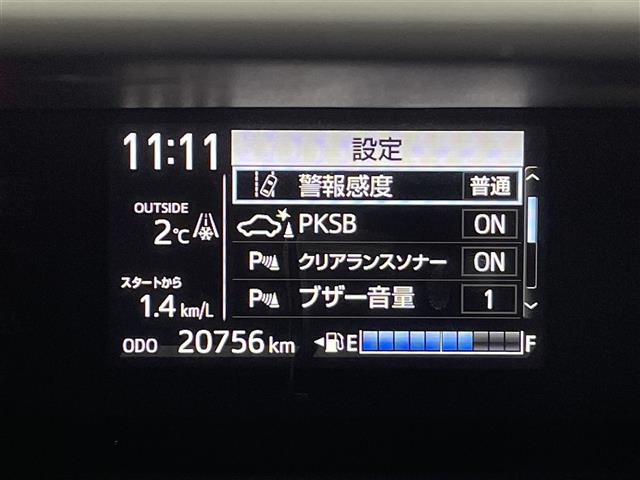 11:11
設定
警報感度 普通
OUTSIDE
2℃
PKSB ON
P クリアランスソナー ON
スタートから
1.4 km/L
P ブザー音量 1
ODO 20756 km
E F